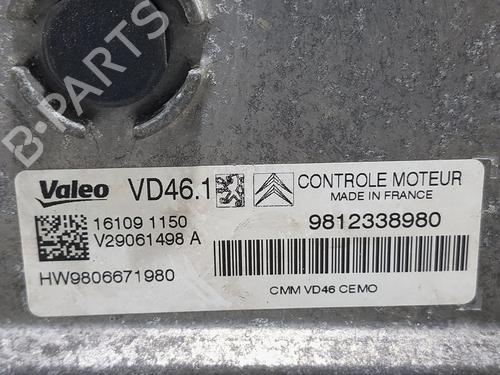 B-PARTS
Valeo VD46.1 CONTROLE MOTEUR
MADE IN FRANCE
16109 1150
V29061498 A
9812338980
HW9806671980
CMM VD46 CEMO